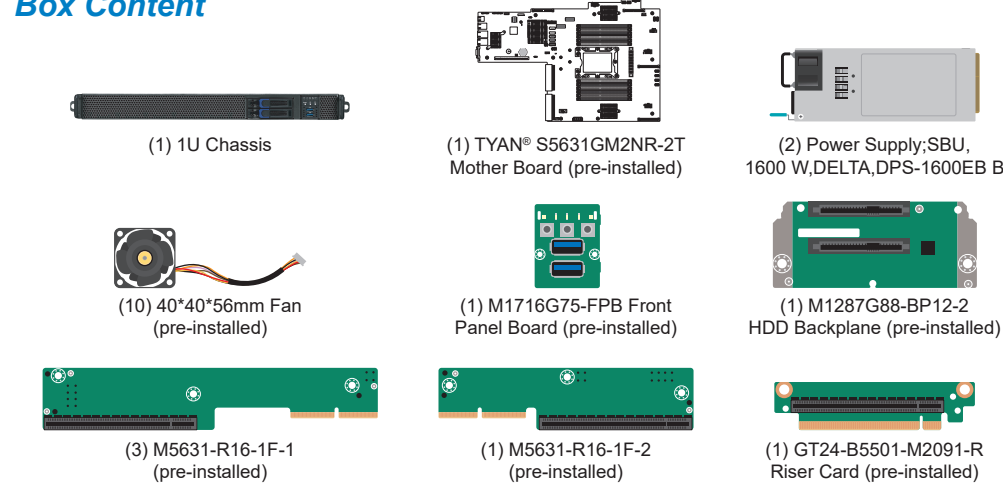 Box Content
(1) 1U Chassis
(1) TYAN® S5631GM2NR-2T
Mother Board (pre-installed)
(2) Power Supply;SBU,
1600 W,DELTA,DPS-1600EB B
(10) 40*40*56mm Fan
(pre-installed)
(1) M1716G75-FPB Front
Panel Board (pre-installed)
(1) M1287G88-BP12-2
HDD Backplane (pre-installed)
(3) M5631-R16-1F-1
(pre-installed)
(1) M5631-R16-1F-2
(pre-installed)
(1) GT24-B5501-M2091-R
Riser Card (pre-installed)